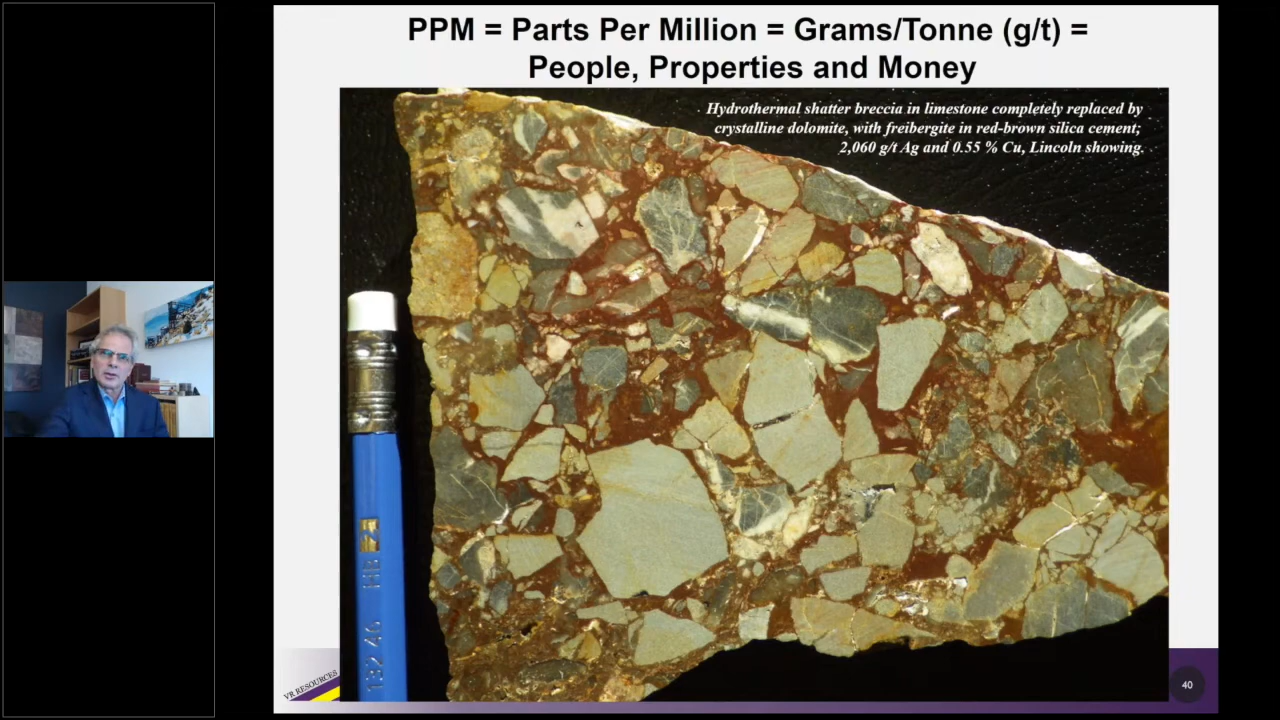 PPM = Parts Per Million = Grams/Tonne (g/t) =
People, Properties and Money
Hydrothermal shatter breccia in limestone completely replaced by
crystalline dolomite, with freibergite in red-brown silica cement;
2,060 g/t Ag and 0.55 % Cu, Lincoln showing.
HB
VR RESOURCES
40